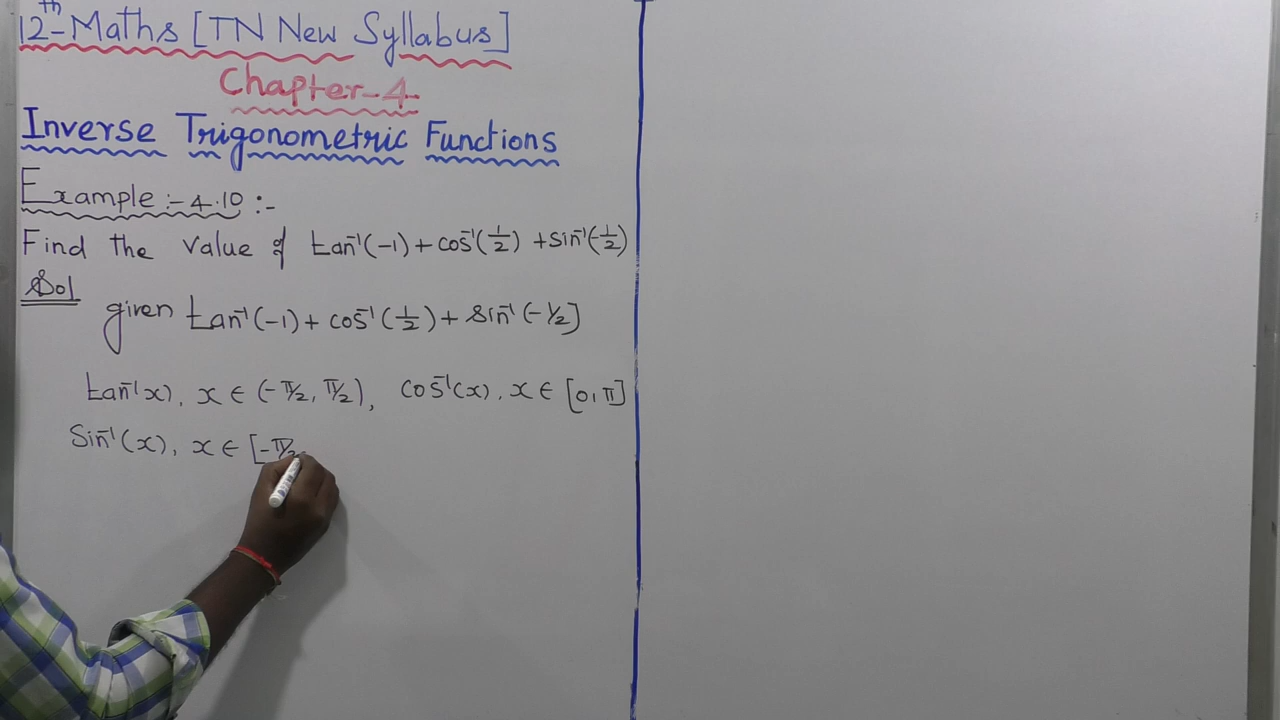 12th-Maths [TN New Syllabus]
Chapter-4-
Inverse Trigonometric Functions
Example :- 4.10 :-
Find the value of tan⁻¹(-1) + cos⁻¹(1/2) + sin⁻¹(-1/2)
Sol
given tan⁻¹(-1) + cos⁻¹(1/2) + sin⁻¹(-1/2]
tan⁻¹x), x ∈ (-π/2, π/2), cos⁻¹(x), x ∈ [0, π]
Sin⁻¹(x), x ∈ [-π/2